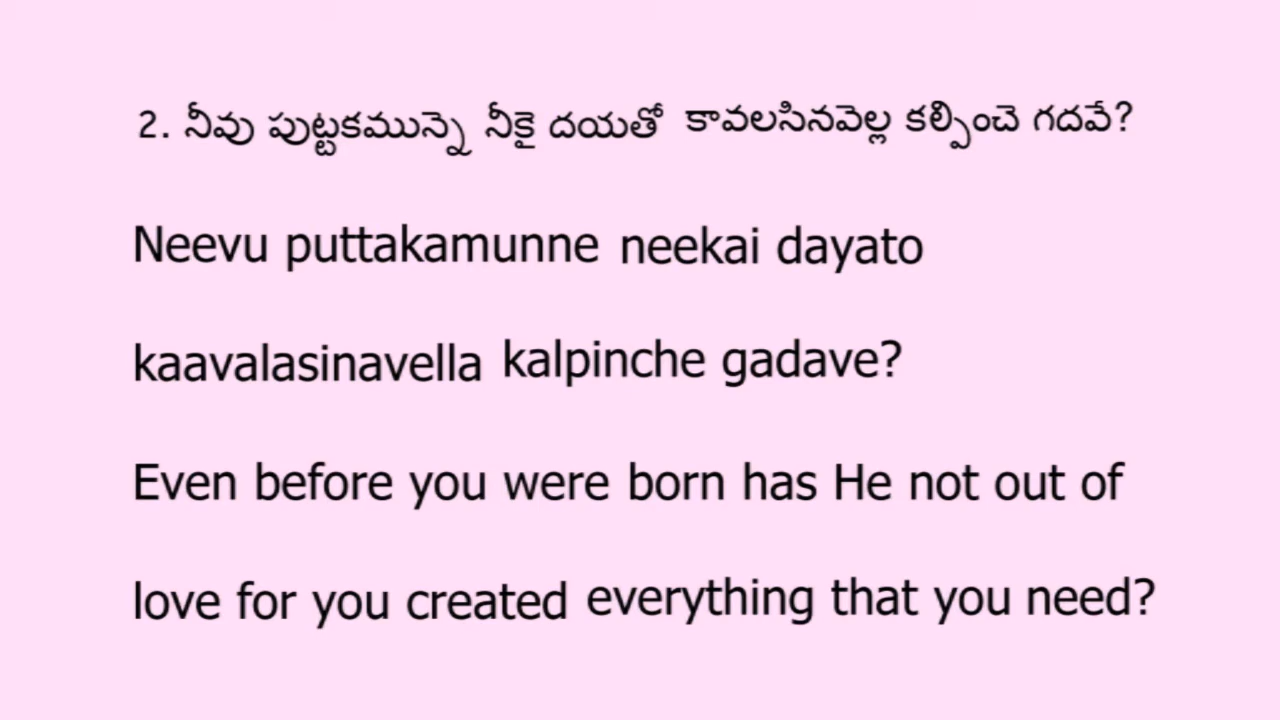 2. నీవు పుట్టకమున్నె నీకై దయతో కావలసినవెల్ల కల్పించె గదవే?
Neevu puttakamunne neekai dayato
kaavalasinavella kalpinche gadave?
Even before you were born has He not out of
love for you created everything that you need?